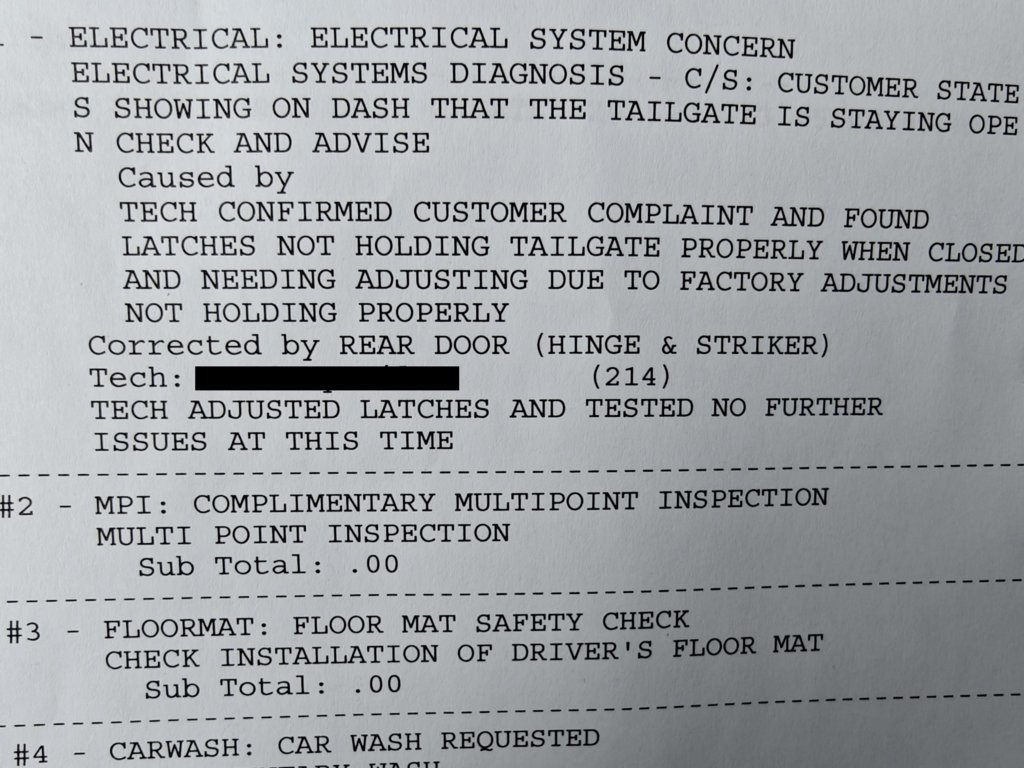 - ELECTRICAL: ELECTRICAL SYSTEM CONCERN
ELECTRICAL SYSTEMS DIAGNOSIS - C/S: CUSTOMER STATE
S SHOWING ON DASH THAT THE TAILGATE IS STAYING OPE
N CHECK AND ADVISE
Caused by
TECH CONFIRMED CUSTOMER COMPLAINT AND FOUND
LATCHES NOT HOLDING TAILGATE PROPERLY WHEN CLOSED
AND NEEDING ADJUSTING DUE TO FACTORY ADJUSTMENTS
NOT HOLDING PROPERLY
Corrected by REAR DOOR (HINGE & STRIKER)
Tech: (214)
TECH ADJUSTED LATCHES AND TESTED NO FURTHER
ISSUES AT THIS TIME
#2 - MPI: COMPLIMENTARY MULTIPOINT INSPECTION
MULTI POINT INSPECTION
Sub Total: .00
#3 - FLOORMAT: FLOOR MAT SAFETY CHECK
CHECK INSTALLATION OF DRIVER'S FLOOR MAT
Sub Total: .00
#4 - CARWASH: CAR WASH REQUESTED